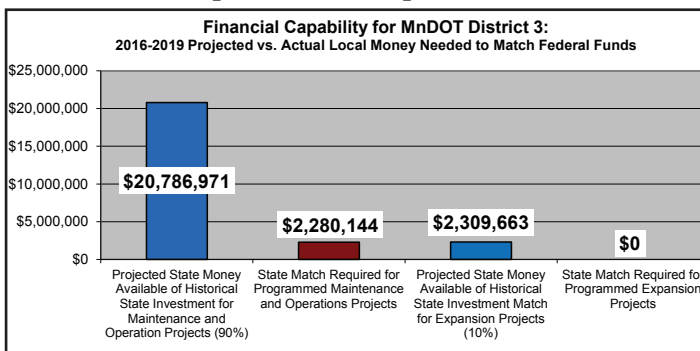 Financial Capability for MnDOT District 3:
2016-2019 Projected vs. Actual Local Money Needed to Match Federal Funds
$25,000,000
$20,000,000
$15,000,000
$10,000,000
$5,000,000
$0
$20,786,971
$2,280,144
$2,309,663
$0
Projected State Money
Available of Historical
State Investment for
Maintenance and
Operation Projects (90%)
State Match Required for
Programmed Maintenance
and Operations Projects
Projected State Money
Available of Historical
State Investment Match
for Expansion Projects
(10%)
State Match Required for
Programmed Expansion
Projects